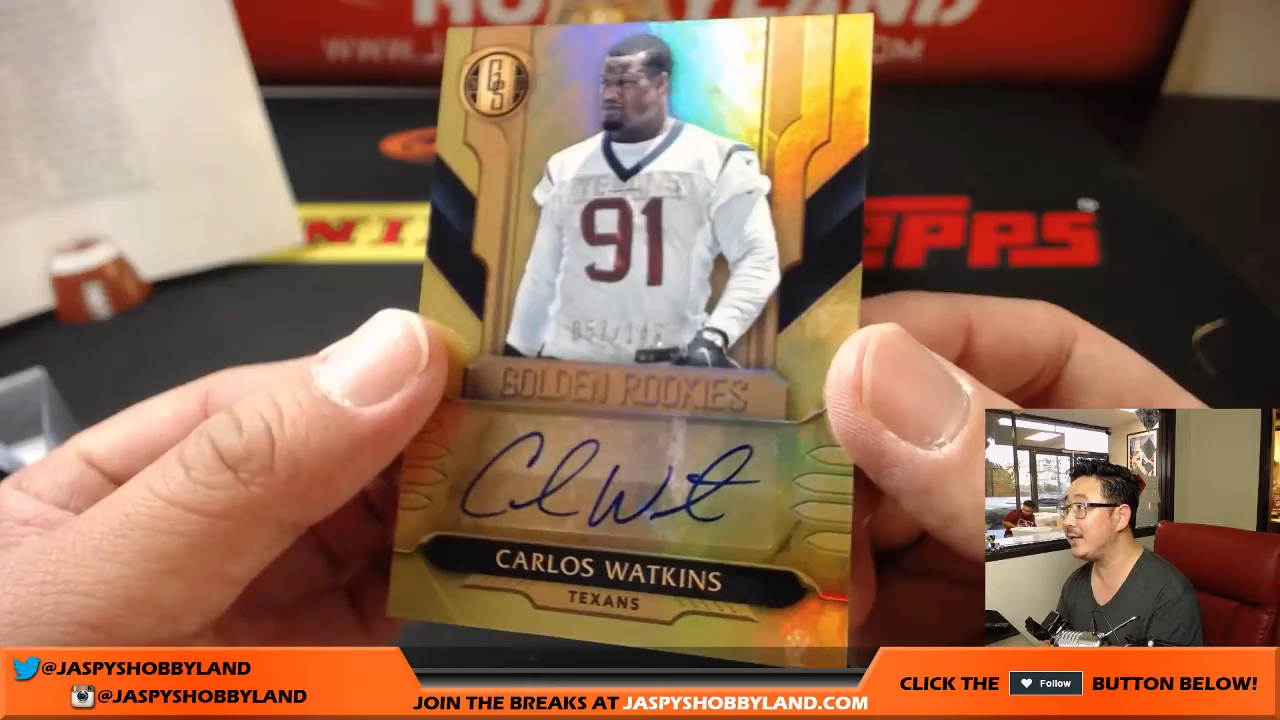 GS
TEXANS
91
GOLDEN ROOKIES
CARLOS WATKINS
TEXANS
@JASPYSHOBBYLAND
@JASPYSHOBBYLAND
JOIN THE BREAKS AT JASPYSHOBBYLAND.COM
CLICK THE Follow BUTTON BELOW!